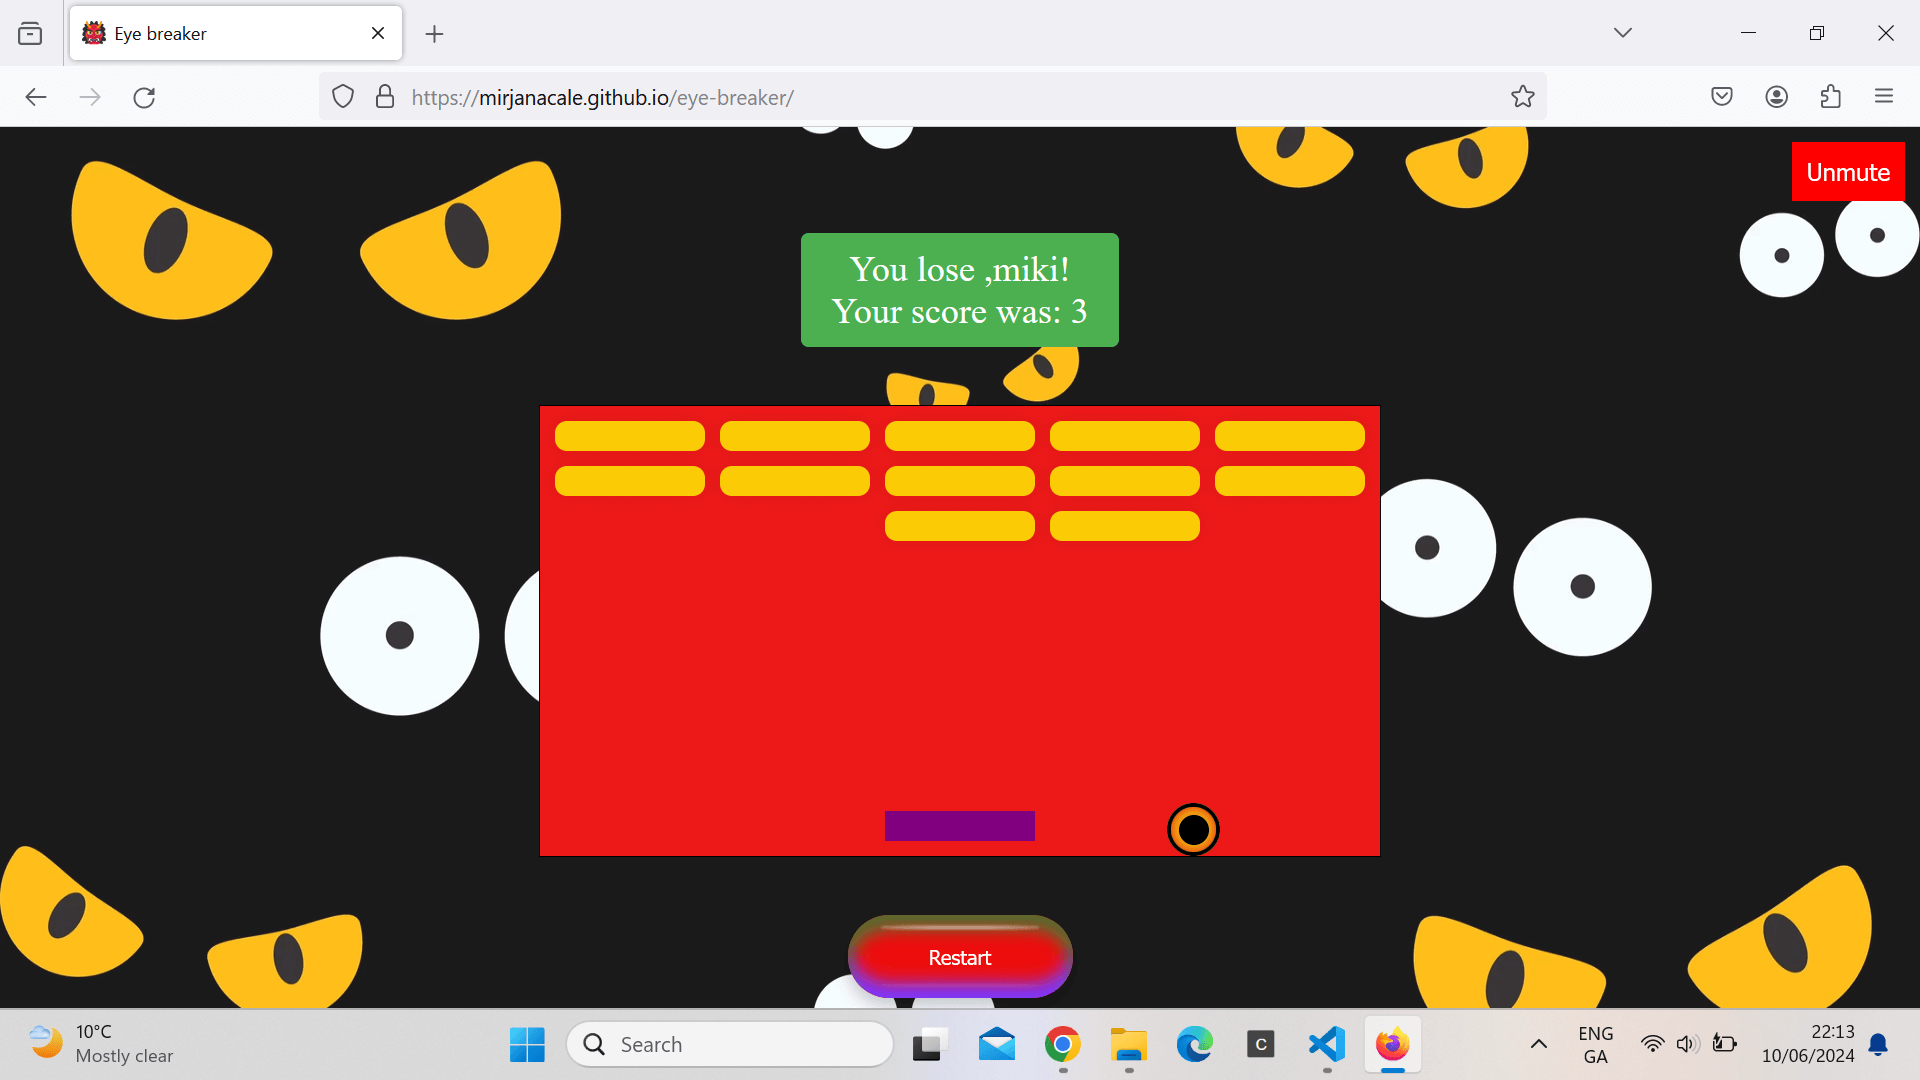 Eye breaker
https://mirjanacale.github.io/eye-breaker/
Unmute
You lose ,miki!
Your score was: 3
Restart
10°C
Mostly clear
Search
C
ENG
GA
22:13
10/06/2024